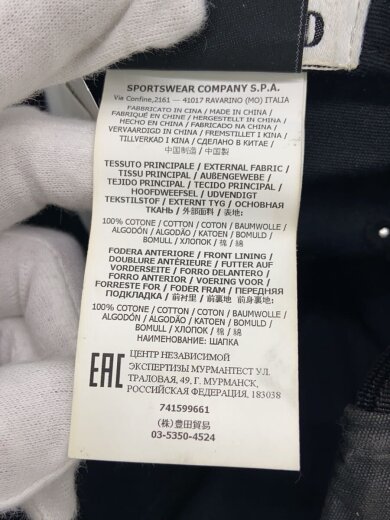 D
SPORTSWEAR COMPANY S.P.A.
Via Confine,2161 — 41017 RAVARINO (MO) ITALIA
FABBRICATO IN CINA / MADE IN CHINA /
FABRIQUÉ EN CHINE / HERGESTELLT IN CHINA /
HECHO EN CHINA / FABRICADO NA CHINA /
VERVAARDIGD IN CHINA / FREMSTILLET I KINA /
TILLVERKAD I KINA / СДЕЛАНО В КИТАЕ /
中国制造 / 中国製
TESSUTO PRINCIPALE / EXTERNAL FABRIC /
TISSU PRINCIPAL / AUßENGEWEBE /
TEJIDO PRINCIPAL / TECIDO PRINCIPAL /
HOOFDWEEFSEL / UDVENDIGT
TEKSTILSTOF / EXTERNT TYG / ОСНОВНАЯ
ТКАНЬ / 外部面料 / 表地:
100% COTONE / COTTON / COTON / BAUMWOLLE /
ALGODÓN / ALGODÃO / KATOEN / BOMULD /
BOMULL / ХЛОПОК / 棉 / 綿
FODERA ANTERIORE / FRONT LINING /
DOUBLURE ANTÉRIEURE / FUTTER AUF
VORDERSEITE / FORRO DELANTERO /
FORRO ANTERIOR / VOERING VOOR /
FORRESTE FOR / FODER FRAM / ПЕРЕДНЯЯ
ПОДКЛАДКА / 前衬里 / 前裏地 前身裏地:
100% COTONE / COTTON / COTON / BAUMWOLLE /
ALGODÓN / ALGODÃO / KATOEN / BOMULD /
BOMULL / ХЛОПОК / 棉 / 綿
НАИМЕНОВАНИЕ: ШАПКА
EAC
ЦЕНТР НЕЗАВИСИМОЙ
ЭКСПЕРТИЗЫ МУРМАНТЕСТ УЛ.
ТРАЛОВАЯ, 49, Г. МУРМАНСК,
РОССИЙСКАЯ ФЕДЕРАЦИЯ, 183038
741599661
(株)豊田貿易
03-5350-4524